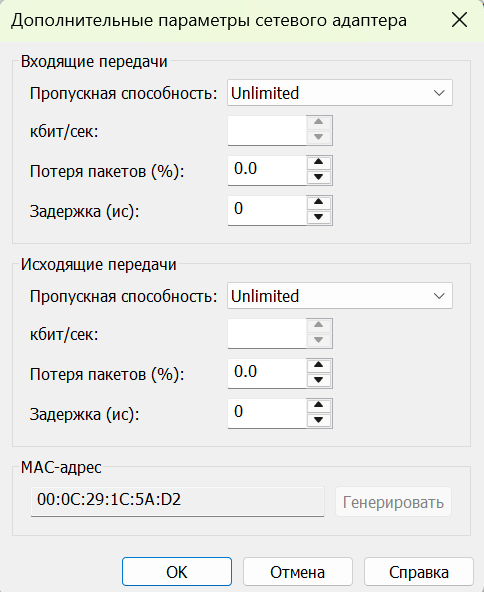 Дополнительные параметры сетевого адаптера
Входящие передачи
Пропускная способность: Unlimited
кбит/сек:
Потеря пакетов (%): 0.0
Задержка (ис): 0
Исходящие передачи
Пропускная способность: Unlimited
кбит/сек:
Потеря пакетов (%): 0.0
Задержка (ис): 0
MAC-адрес
00:0C:29:1C:5A:D2 Генерировать
OK Отмена Справка